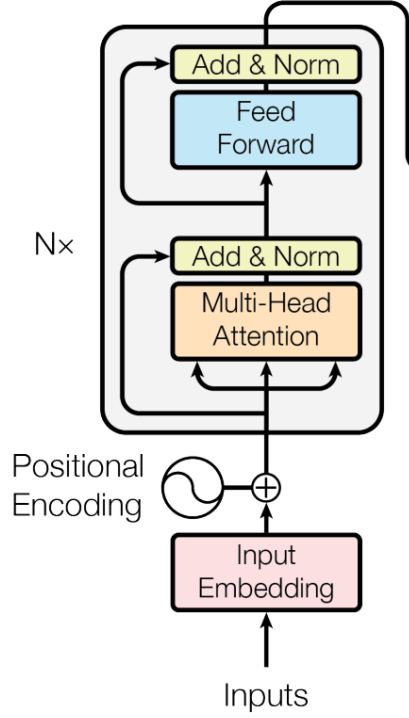 Add & Norm
Feed
Forward
N×
Add & Norm
Multi-Head
Attention
Positional
Encoding
Input
Embedding
Inputs